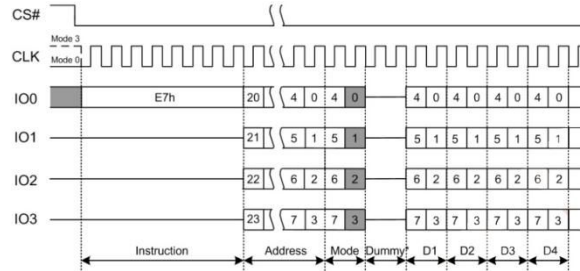 CS#
Mode 3
CLK
Mode 0
IO0 E7h 20 4 0 4 0 4 0 4 0 4 0 4 0
IO1 21 5 1 5 1 5 1 5 1 5 1 5 1
IO2 22 6 2 6 2 6 2 6 2 6 2 6 2
IO3 23 7 3 7 3 7 3 7 3 7 3 7 3
Instruction Address Mode Dummy* D1 D2 D3 D4